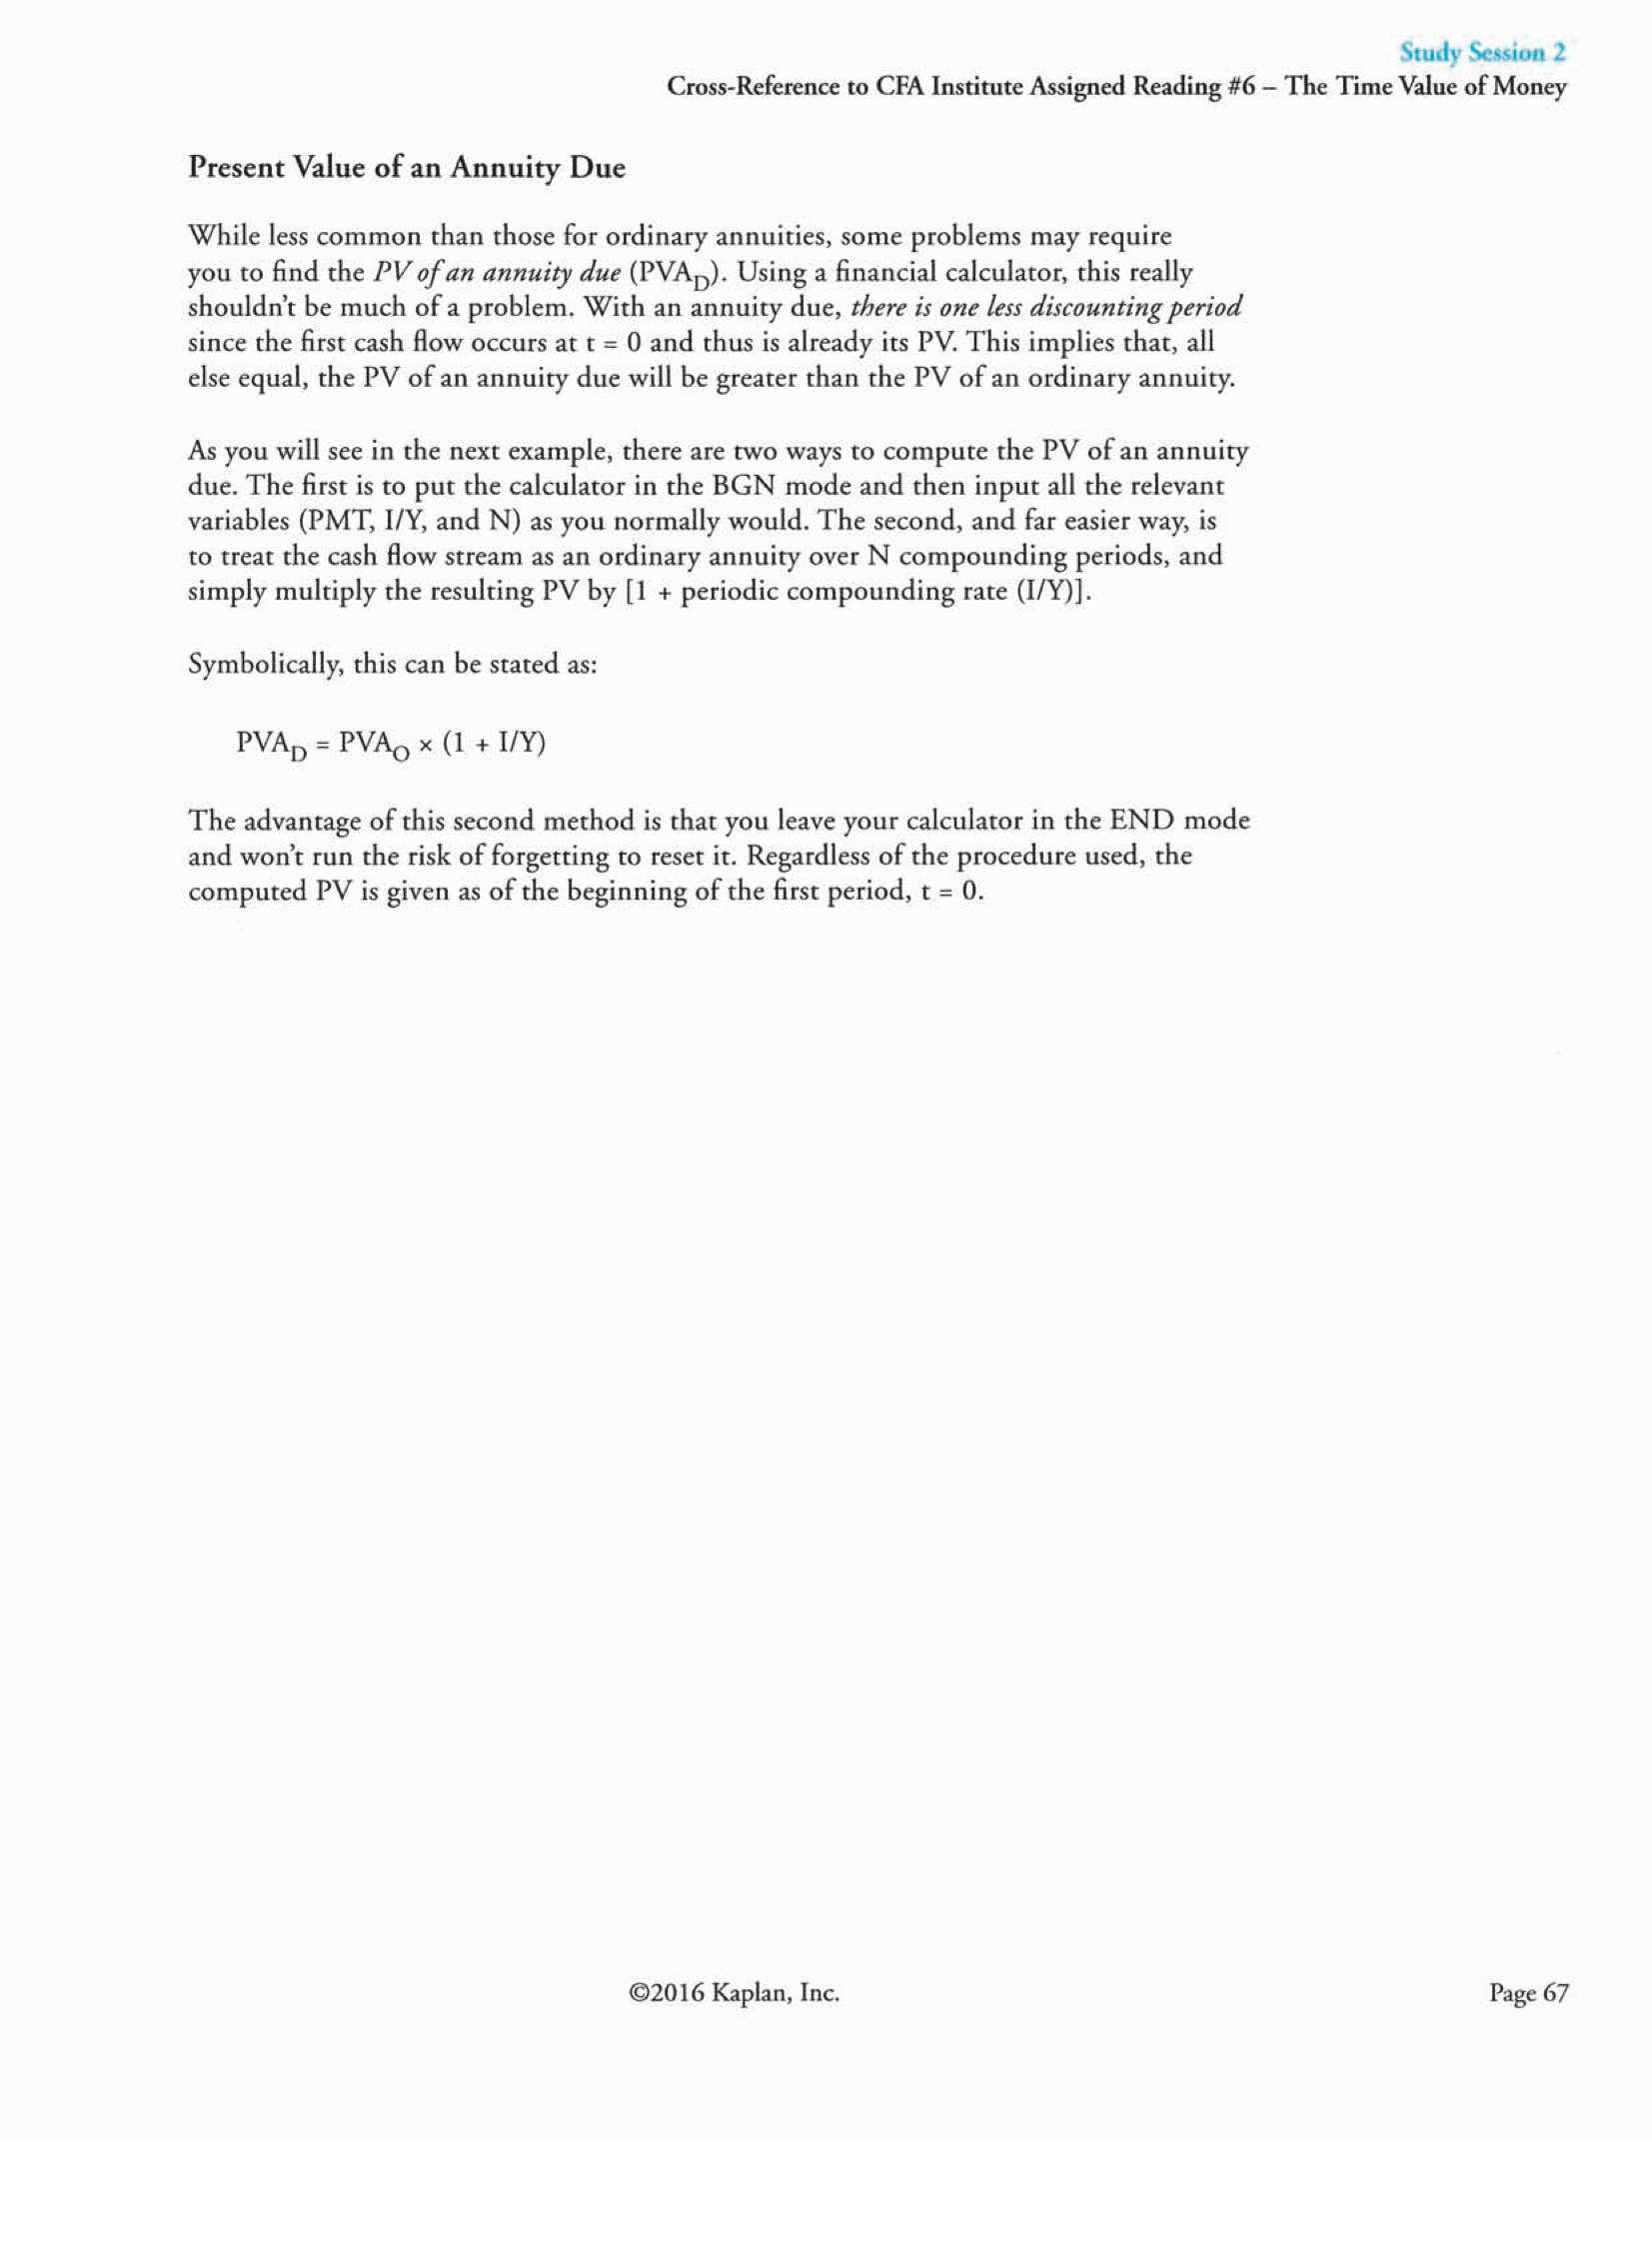 Study Session 2
Cross-Reference to CFA Institute Assigned Reading #6 – The Time Value of Money
Present Value of an Annuity Due
While less common than those for ordinary annuities, some problems may require
you to find the PV of an annuity due (PVAD). Using a financial calculator, this really
shouldn't be much of a problem. With an annuity due, there is one less discounting period
since the first cash flow occurs at t = 0 and thus is already its PV. This implies that, all
else equal, the PV of an annuity due will be greater than the PV of an ordinary annuity.
As you will see in the next example, there are two ways to compute the PV of an annuity
due. The first is to put the calculator in the BGN mode and then input all the relevant
variables (PMT, I/Y, and N) as you normally would. The second, and far easier way, is
to treat the cash flow stream as an ordinary annuity over N compounding periods, and
simply multiply the resulting PV by [1 + periodic compounding rate (I/Y)].
Symbolically, this can be stated as:
PVAD = PVAO × (1 + I/Y)
The advantage of this second method is that you leave your calculator in the END mode
and won't run the risk of forgetting to reset it. Regardless of the procedure used, the
computed PV is given as of the beginning of the first period, t = 0.
©2016 Kaplan, Inc.
Page 67